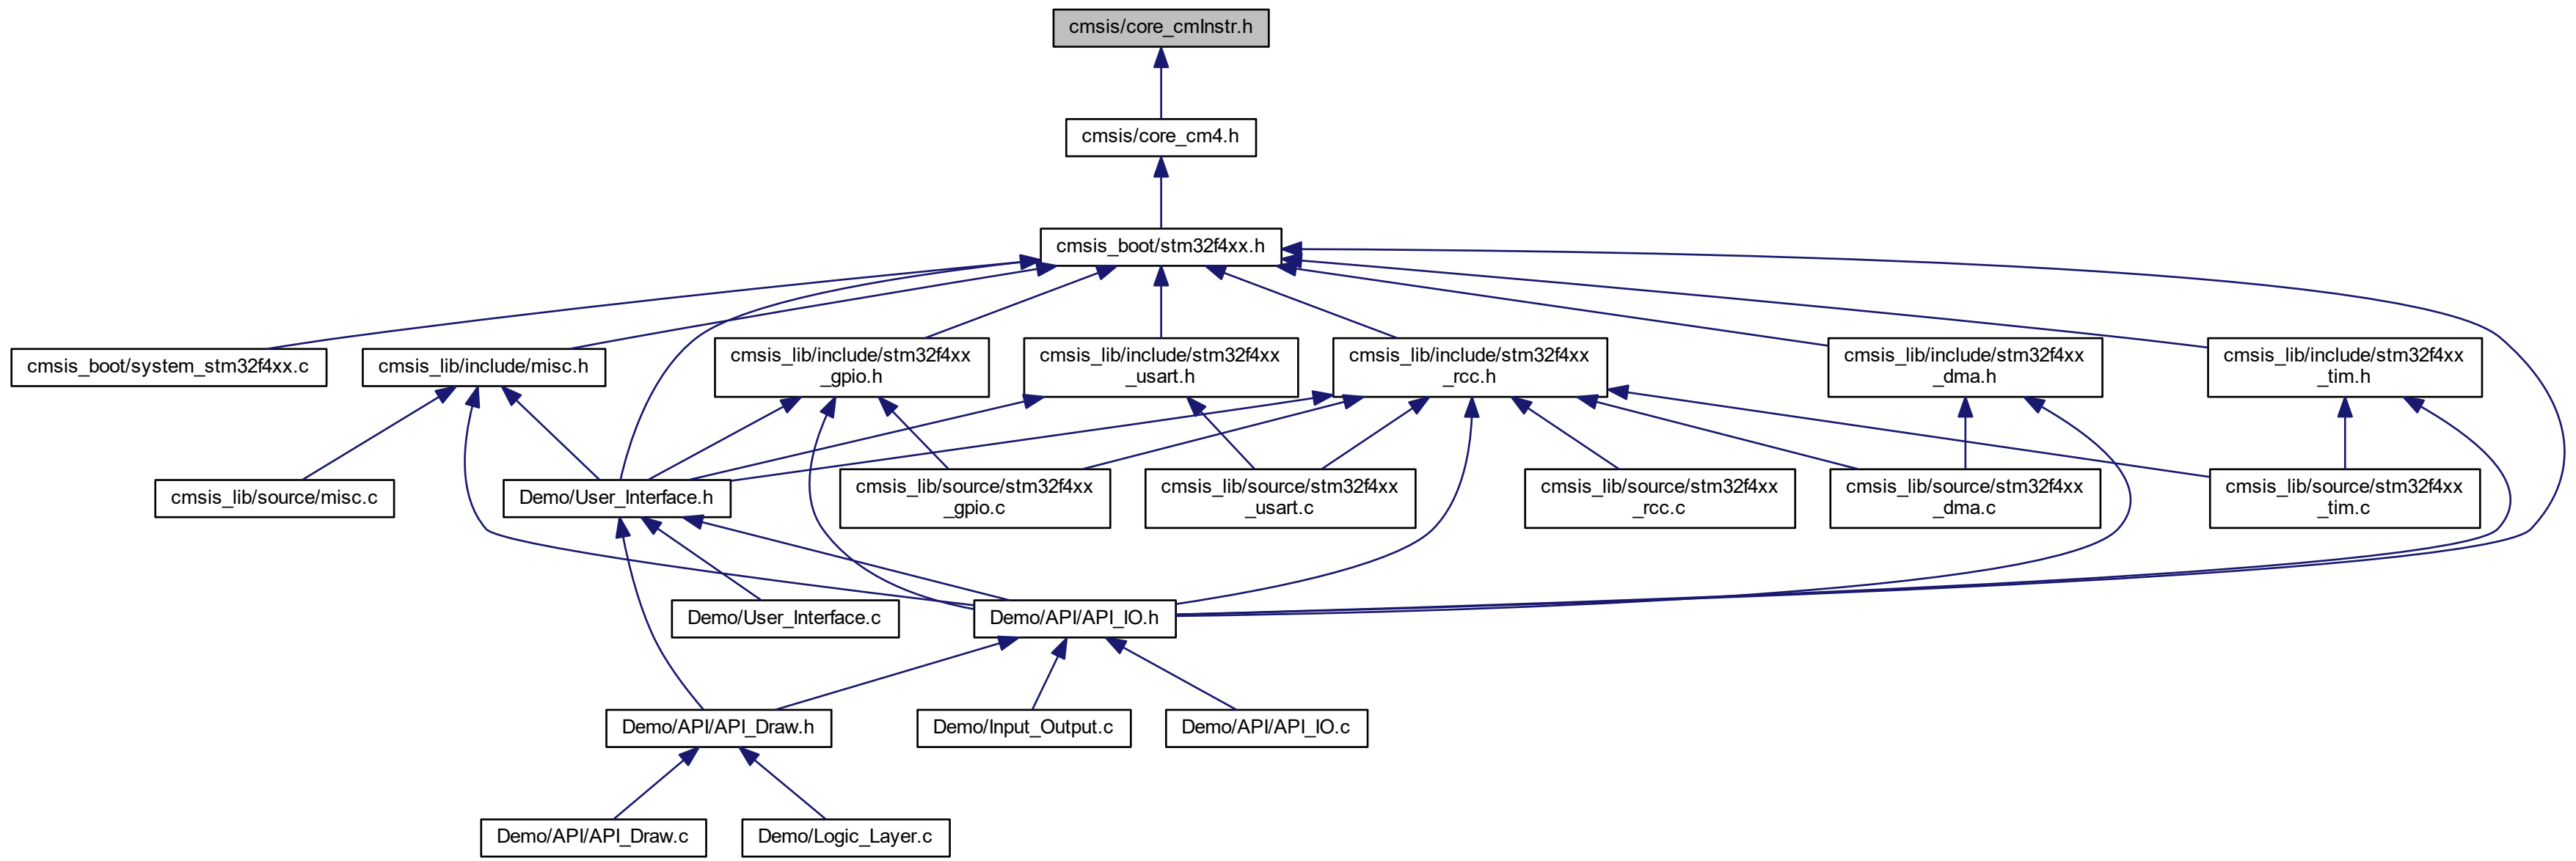 cmsis/core_cmInstr.h
cmsis/core_cm4.h
cmsis_boot/stm32f4xx.h
cmsis_boot/system_stm32f4xx.c
cmsis_lib/include/misc.h
cmsis_lib/include/stm32f4xx
_gpio.h
cmsis_lib/include/stm32f4xx
_usart.h
cmsis_lib/include/stm32f4xx
_rcc.h
cmsis_lib/include/stm32f4xx
_dma.h
cmsis_lib/include/stm32f4xx
_tim.h
cmsis_lib/source/misc.c
Demo/User_Interface.h
cmsis_lib/source/stm32f4xx
_gpio.c
cmsis_lib/source/stm32f4xx
_usart.c
cmsis_lib/source/stm32f4xx
_rcc.c
cmsis_lib/source/stm32f4xx
_dma.c
cmsis_lib/source/stm32f4xx
_tim.c
Demo/User_Interface.c
Demo/API/API_IO.h
Demo/API/API_Draw.h
Demo/Input_Output.c
Demo/API/API_IO.c
Demo/API/API_Draw.c
Demo/Logic_Layer.c